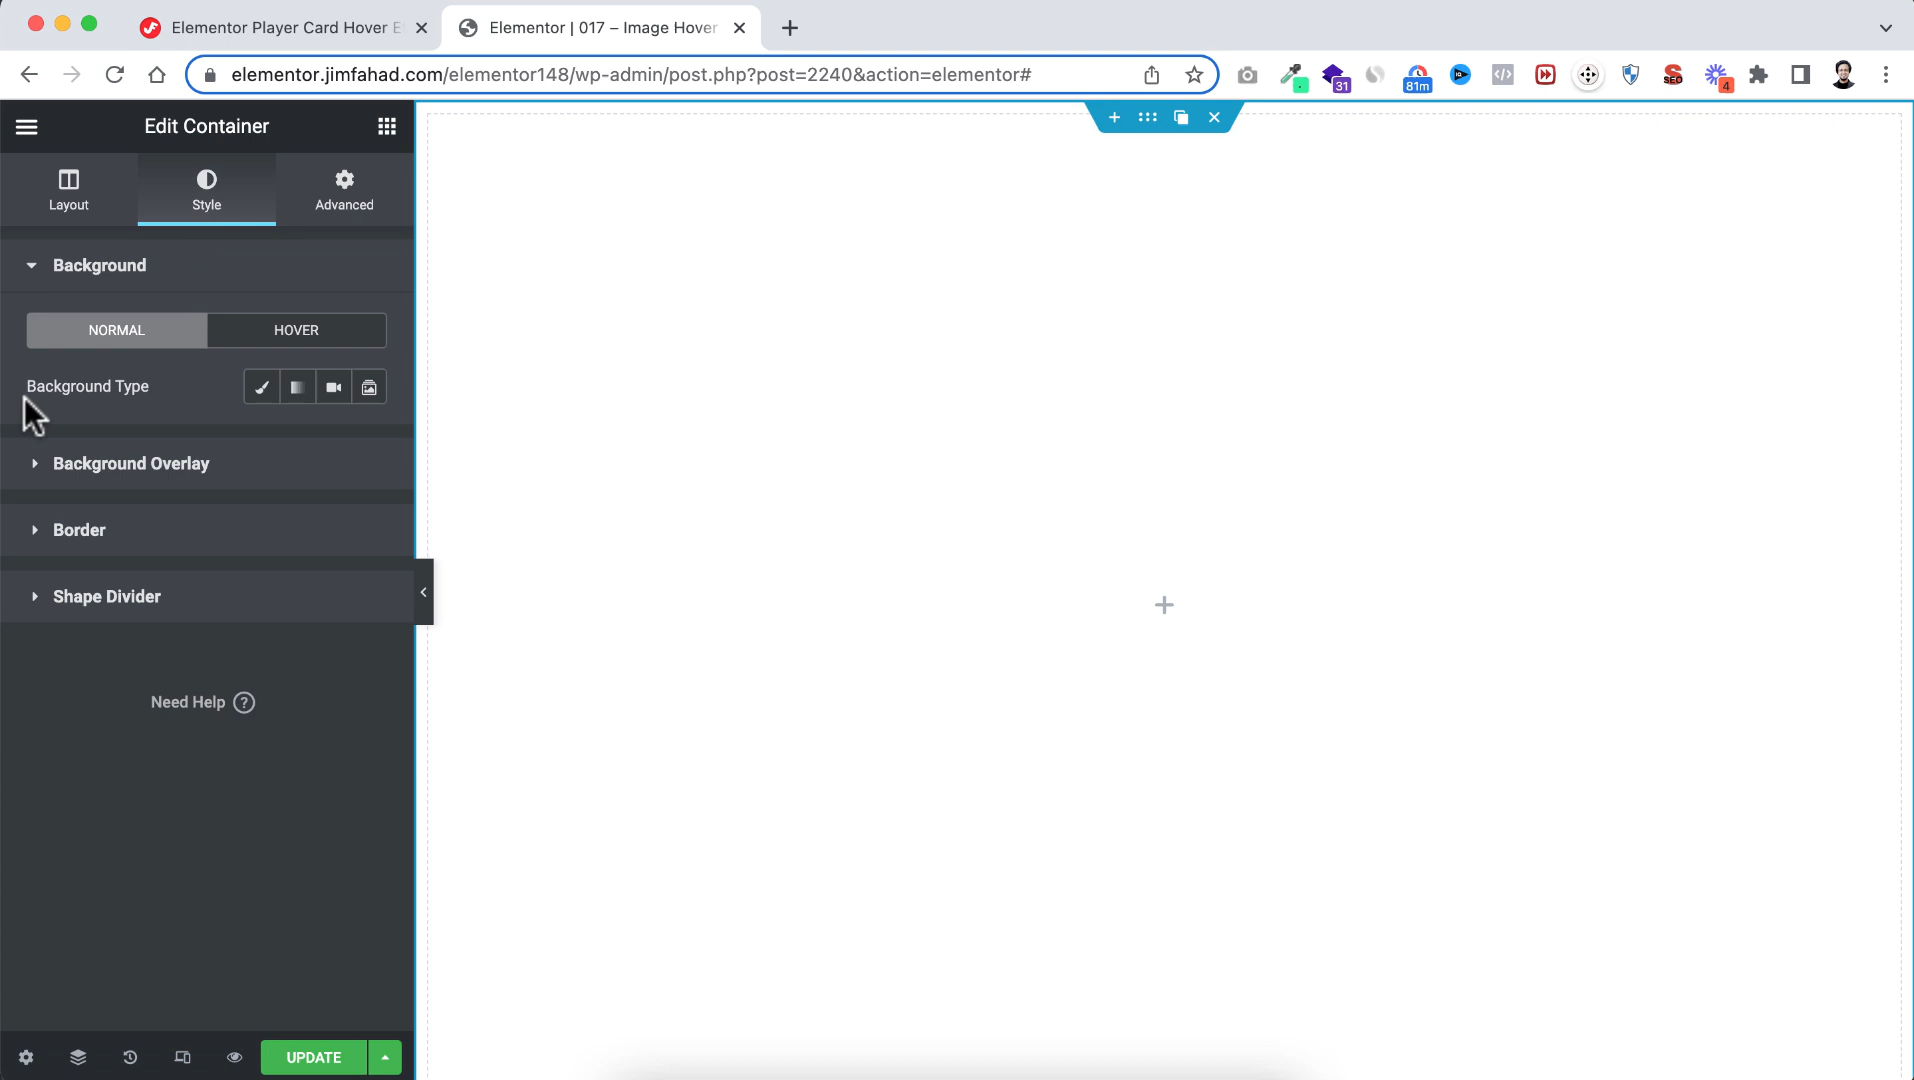 Elementor Player Card Hover E
Elementor | 017 – Image Hover
elementor.jimfahad.com/elementor148/wp-admin/post.php?post=2240&action=elementor#
31
81m
SEO
4
Edit Container
Layout
Style
Advanced
Background
NORMAL
HOVER
Background Type
Background Overlay
Border
Shape Divider
Need Help ?
UPDATE